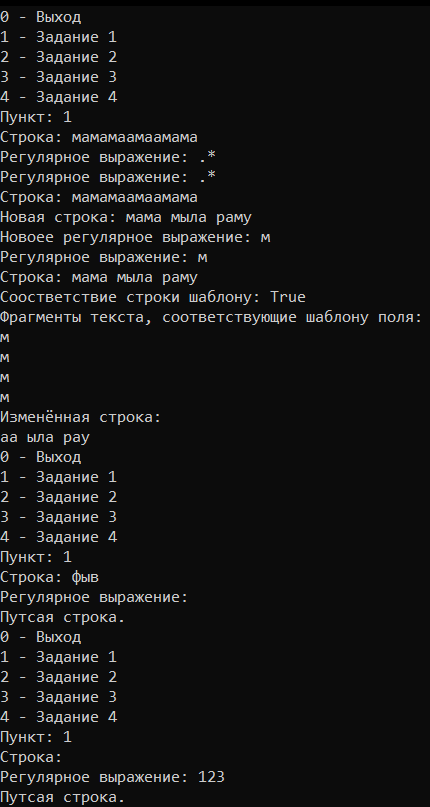 0 - Выход
1 - Задание 1
2 - Задание 2
3 - Задание 3
4 - Задание 4
Пункт: 1
Строка: мамамаамаамама
Регулярное выражение: .*
Регулярное выражение: .*
Строка: мамамаамаамама
Новая строка: мама мыла раму
Новоее регулярное выражение: м
Регулярное выражение: м
Строка: мама мыла раму
Соостветствие строки шаблону: True
Фрагменты текста, соответствующие шаблону поля:
м
м
м
м
Изменённая строка:
аа ыла рау
0 - Выход
1 - Задание 1
2 - Задание 2
3 - Задание 3
4 - Задание 4
Пункт: 1
Строка: фыв
Регулярное выражение:
Путсая строка.
0 - Выход
1 - Задание 1
2 - Задание 2
3 - Задание 3
4 - Задание 4
Пункт: 1
Строка:
Регулярное выражение: 123
Путсая строка.